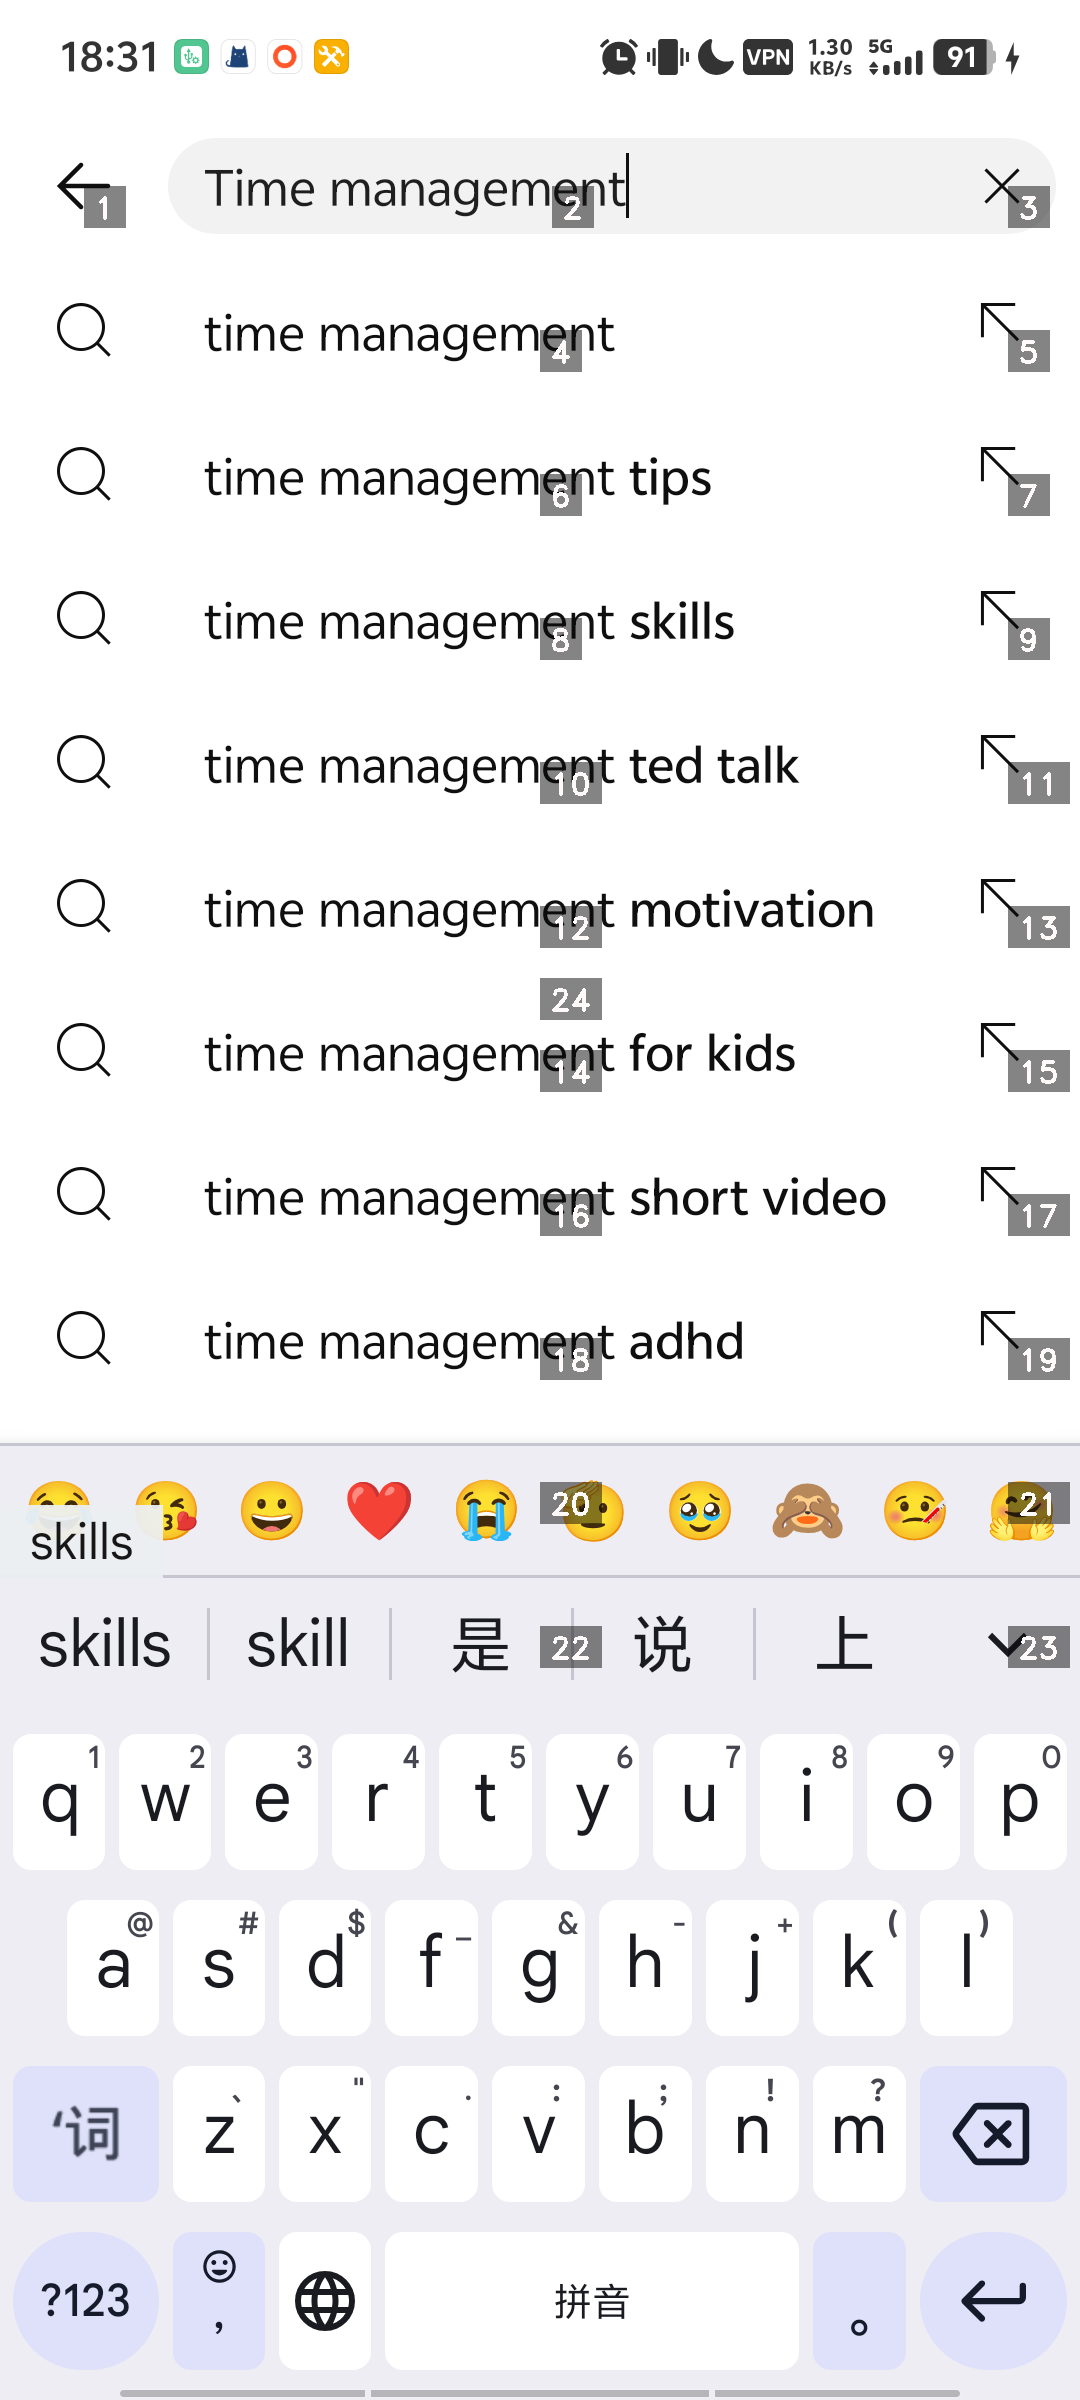 18:31 VPN 1.30 KB/s 5G 91
Time management
1 2 3
time management
4 5
time management tips
6 7
time management skills
8 9
time management ted talk
10 11
time management motivation
12 13
24
time management for kids
14 15
time management short video
16 17
time management adhd
18 19
20 21
skills
skills skill 是 说 上
22 23
1 2 3 4 5 6 7 8 9 0
q w e r t y u i o p
@ # $ _ & - + ( )
a s d f g h j k l
、 " . : ; ! ?
‘词 z x c v b n m
?123 , 拼音 。